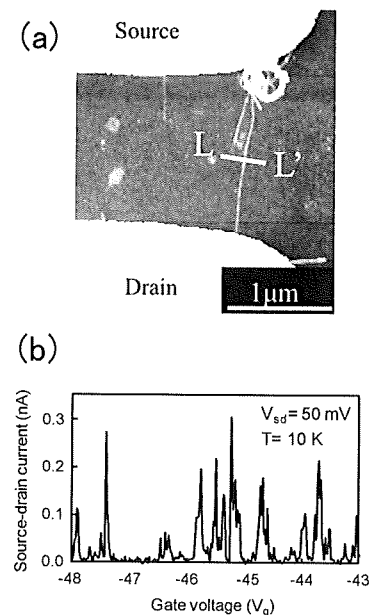 (a)
Source
L
L'
Drain
1μm
(b)
Source-drain current (nA)
0.3
0.2
0.1
0.0
V_sd = 50 mV
T= 10 K
-48
-47
-46
-45
-44
-43
Gate voltage (V_g)